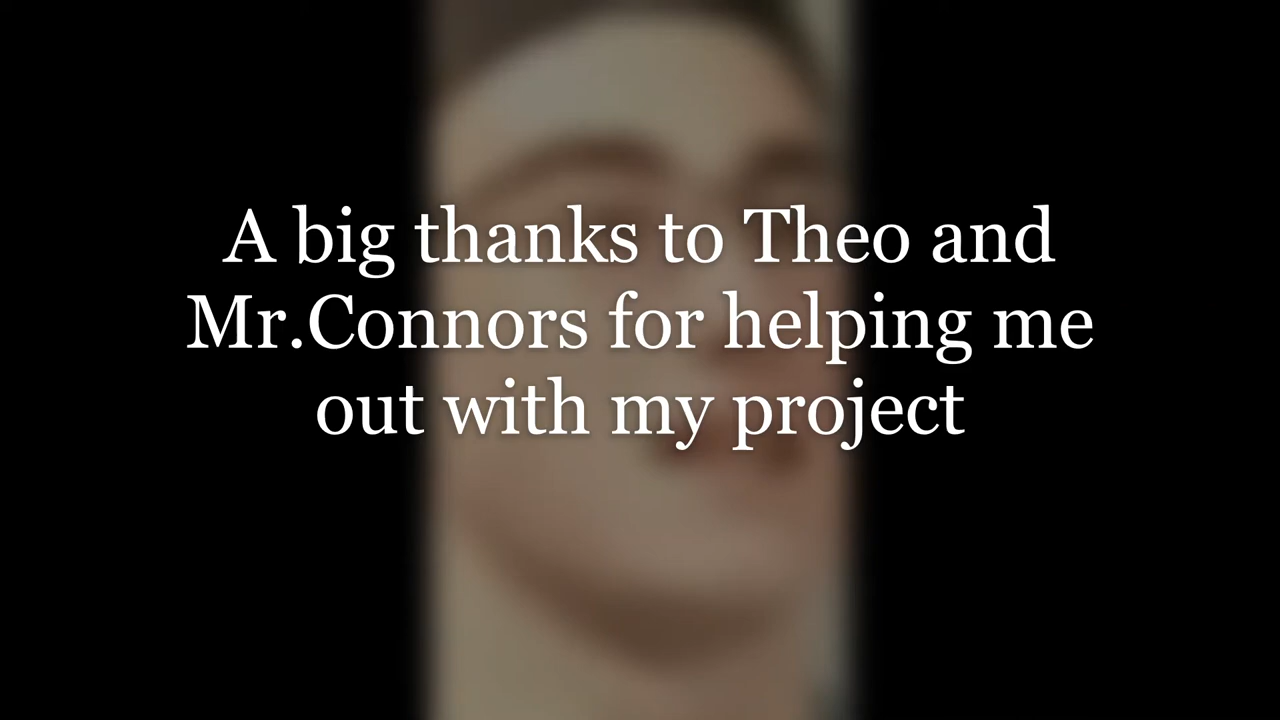 A big thanks to Theo and
Mr.Connors for helping me
out with my project